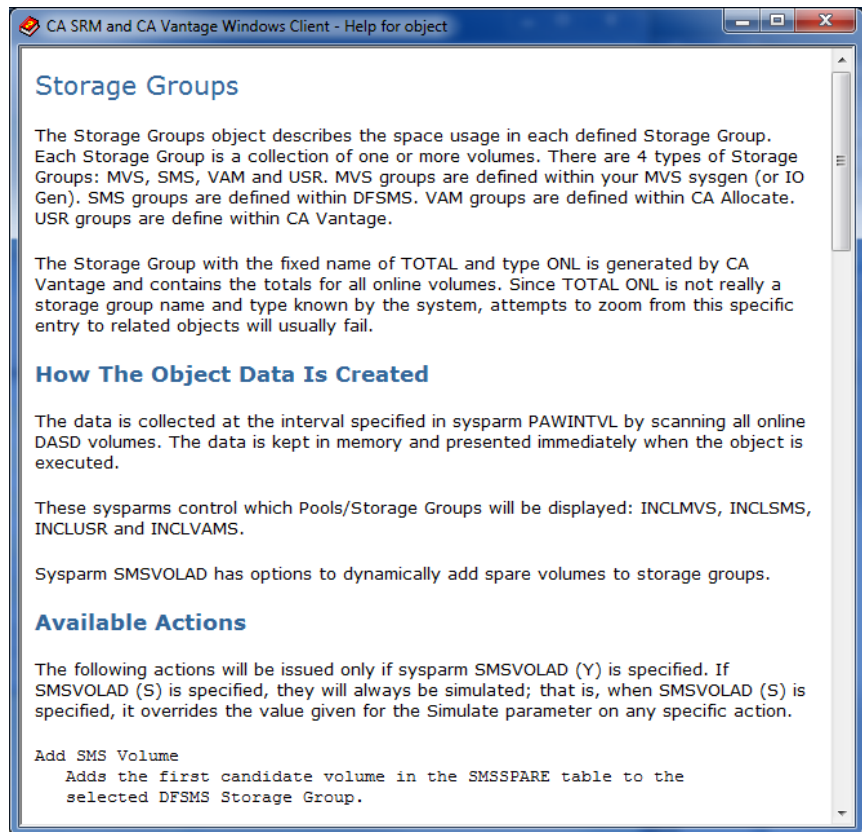 CA SRM and CA Vantage Windows Client - Help for object
Storage Groups
The Storage Groups object describes the space usage in each defined Storage Group.
Each Storage Group is a collection of one or more volumes. There are 4 types of Storage
Groups: MVS, SMS, VAM and USR. MVS groups are defined within your MVS sysgen (or IO
Gen). SMS groups are defined within DFSMS. VAM groups are defined within CA Allocate.
USR groups are define within CA Vantage.
The Storage Group with the fixed name of TOTAL and type ONL is generated by CA
Vantage and contains the totals for all online volumes. Since TOTAL ONL is not really a
storage group name and type known by the system, attempts to zoom from this specific
entry to related objects will usually fail.
How The Object Data Is Created
The data is collected at the interval specified in sysparm PAWINTVL by scanning all online
DASD volumes. The data is kept in memory and presented immediately when the object is
executed.
These sysparms control which Pools/Storage Groups will be displayed: INCLMVS, INCLSMS,
INCLUSR and INCLVAMS.
Sysparm SMSVOLAD has options to dynamically add spare volumes to storage groups.
Available Actions
The following actions will be issued only if sysparm SMSVOLAD (Y) is specified. If
SMSVOLAD (S) is specified, they will always be simulated; that is, when SMSVOLAD (S) is
specified, it overrides the value given for the Simulate parameter on any specific action.
Add SMS Volume
Adds the first candidate volume in the SMSSPARE table to the
selected DFSMS Storage Group.